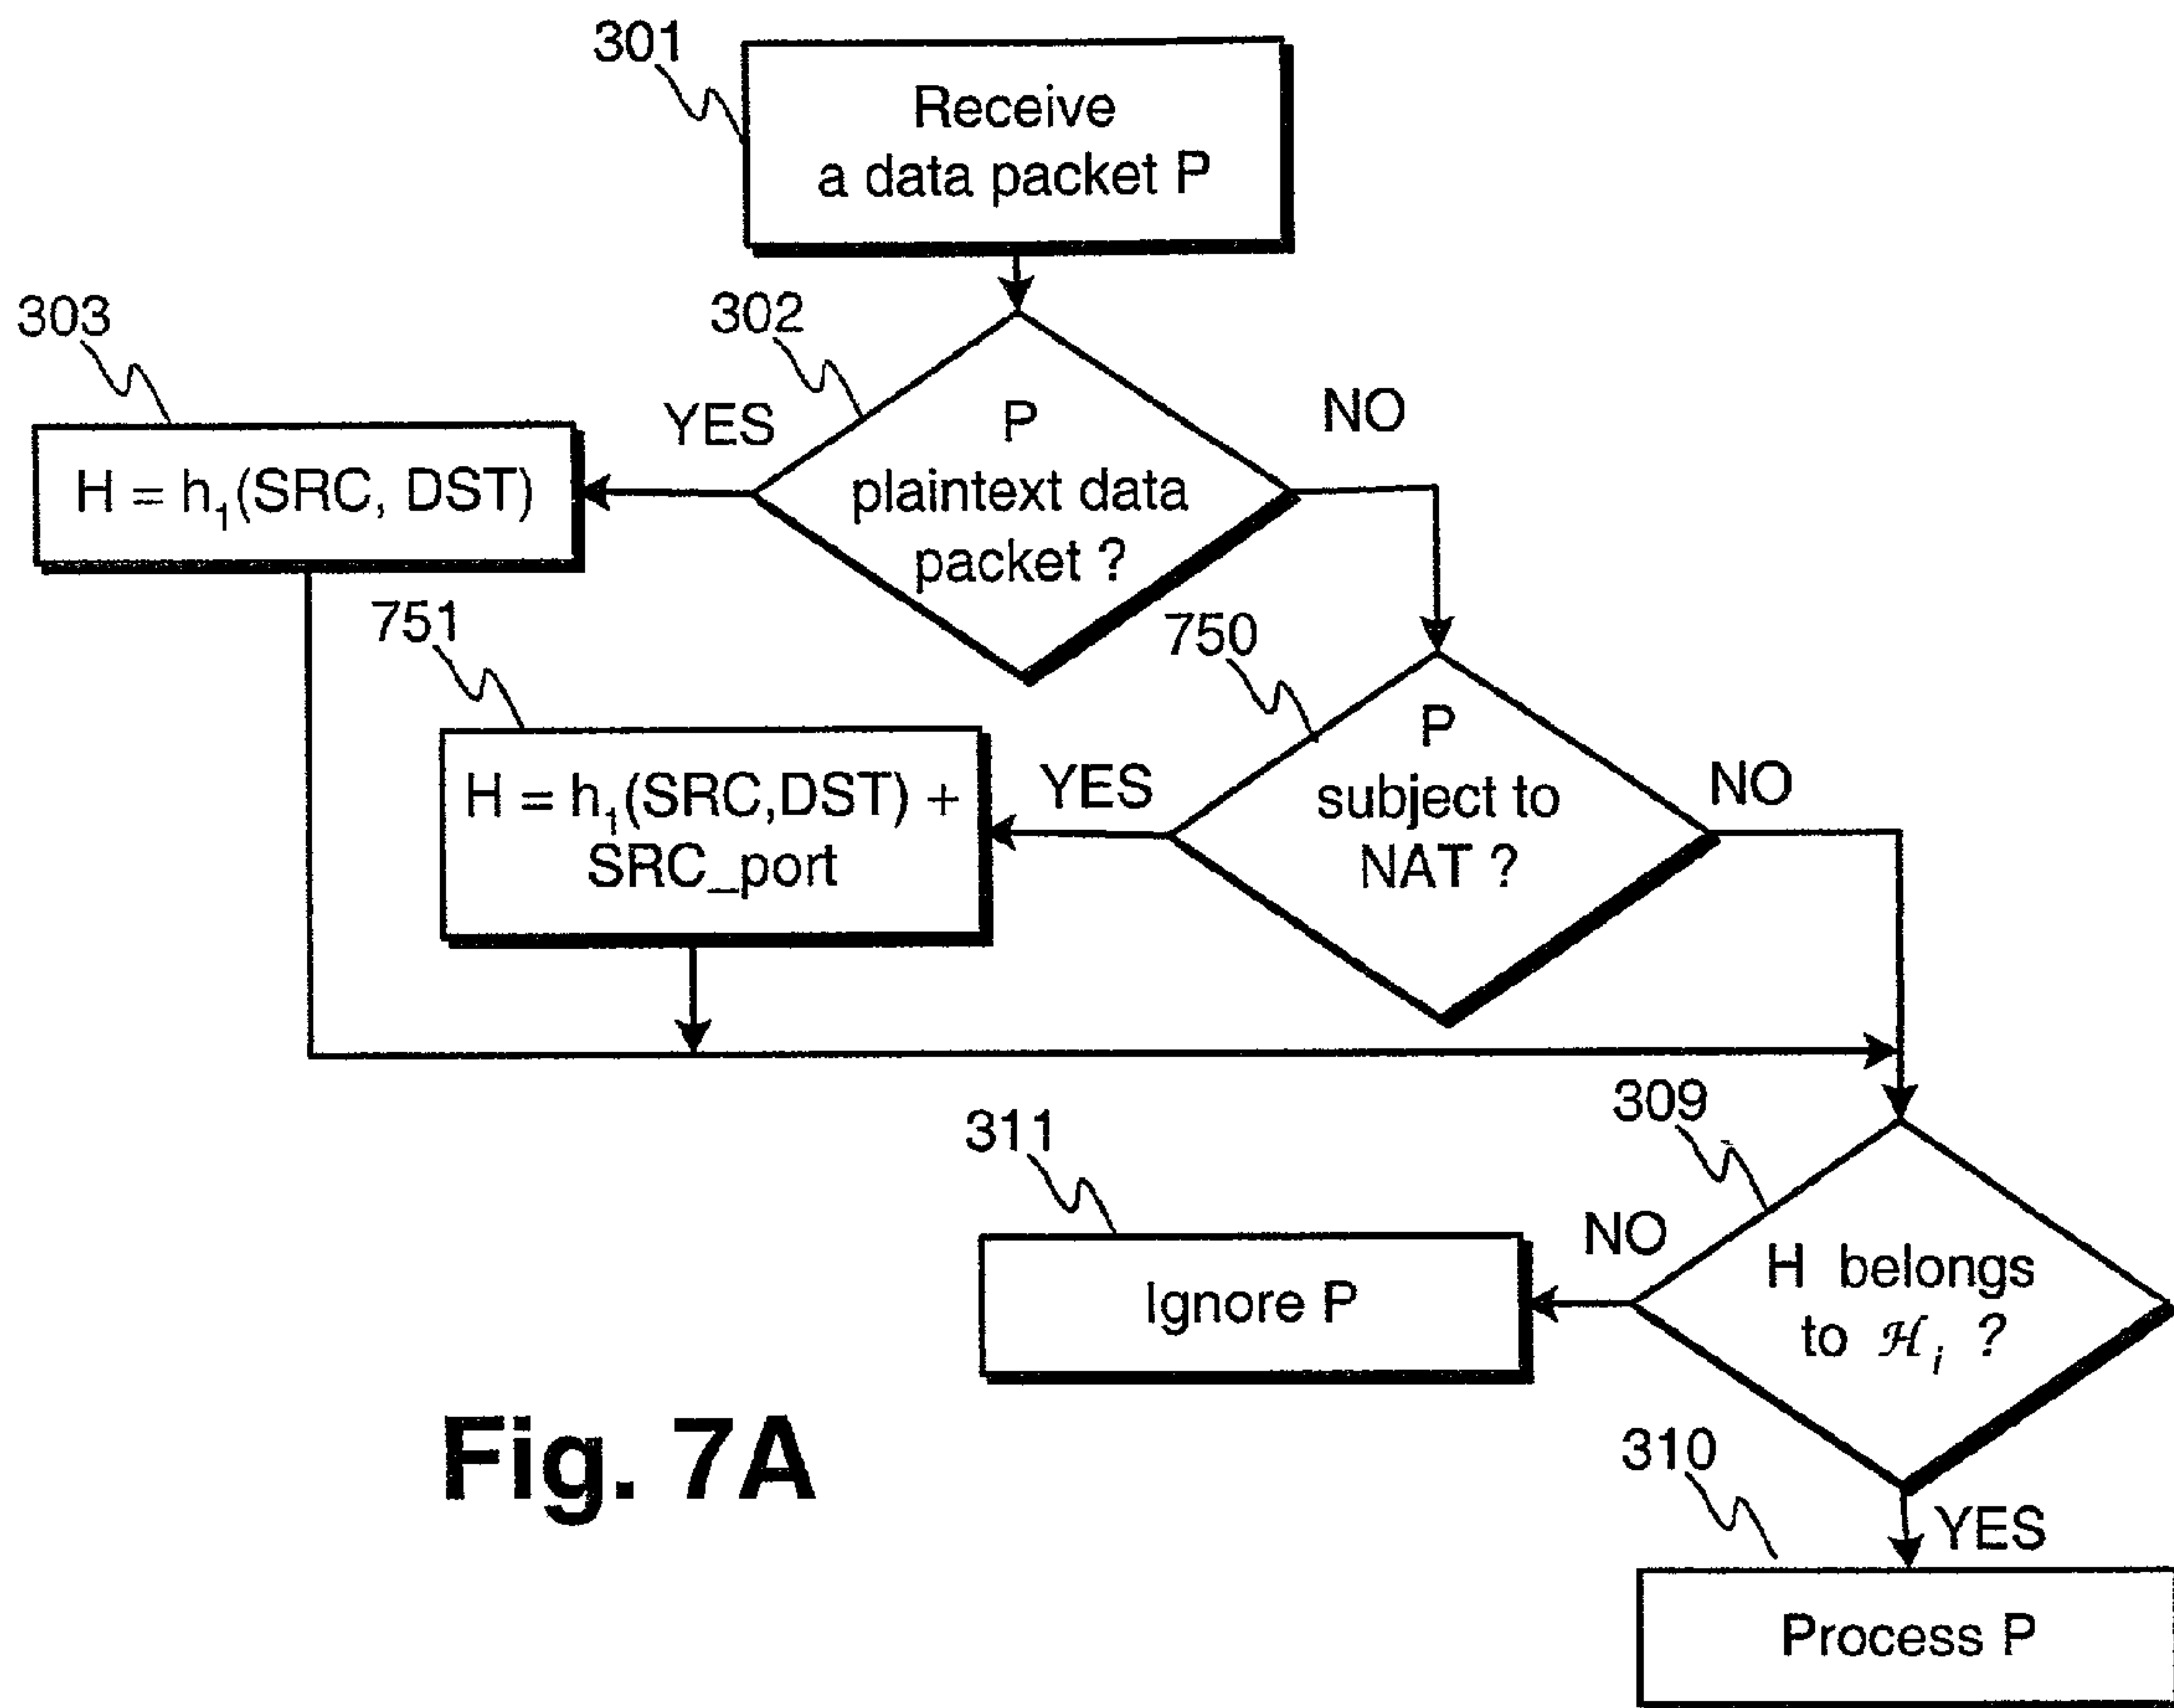 301
Receive
a data packet P
302
303
YES
P
plaintext data
packet ?
NO
H = h₁(SRC, DST)
751
750
H = h₁(SRC,DST) +
SRC_port
YES
P
subject to
NAT ?
NO
309
311
NO
H belongs
to ℋᵢ ?
Ignore P
310
YES
Process P
Fig. 7A